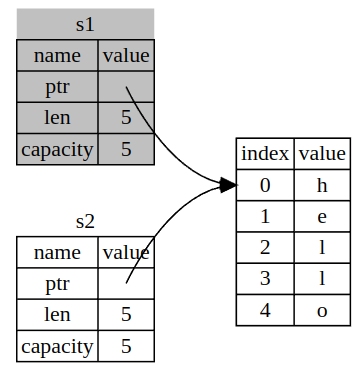 s1
name value
ptr
len 5
capacity 5
s2
name value
ptr
len 5
capacity 5
index value
0 h
1 e
2 l
3 l
4 o